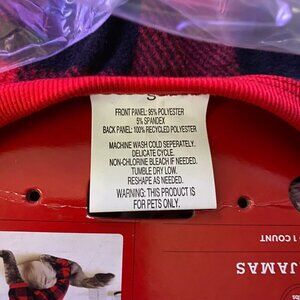 FRONT PANEL: 95% POLYESTER
5% SPANDEX
BACK PANEL: 100% RECYCLED POLYESTER
MACHINE WASH COLD SEPERATELY.
DELICATE CYCLE.
NON-CHLORINE BLEACH IF NEEDED.
TUMBLE DRY LOW.
RESHAPE AS NEEDED.
WARNING: THIS PRODUCT IS
FOR PETS ONLY.
1 COUNT
JAMAS